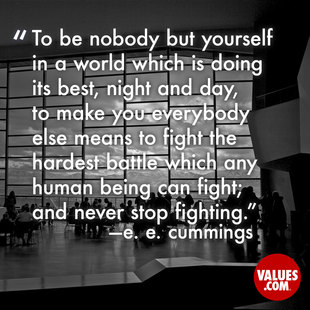 “ To be nobody but yourself
in a world which is doing
its best, night and day,
to make you everybody
else means to fight the
hardest battle which any
human being can fight;
and never stop fighting.”
—e. e. cummings
VALUES
.COM®